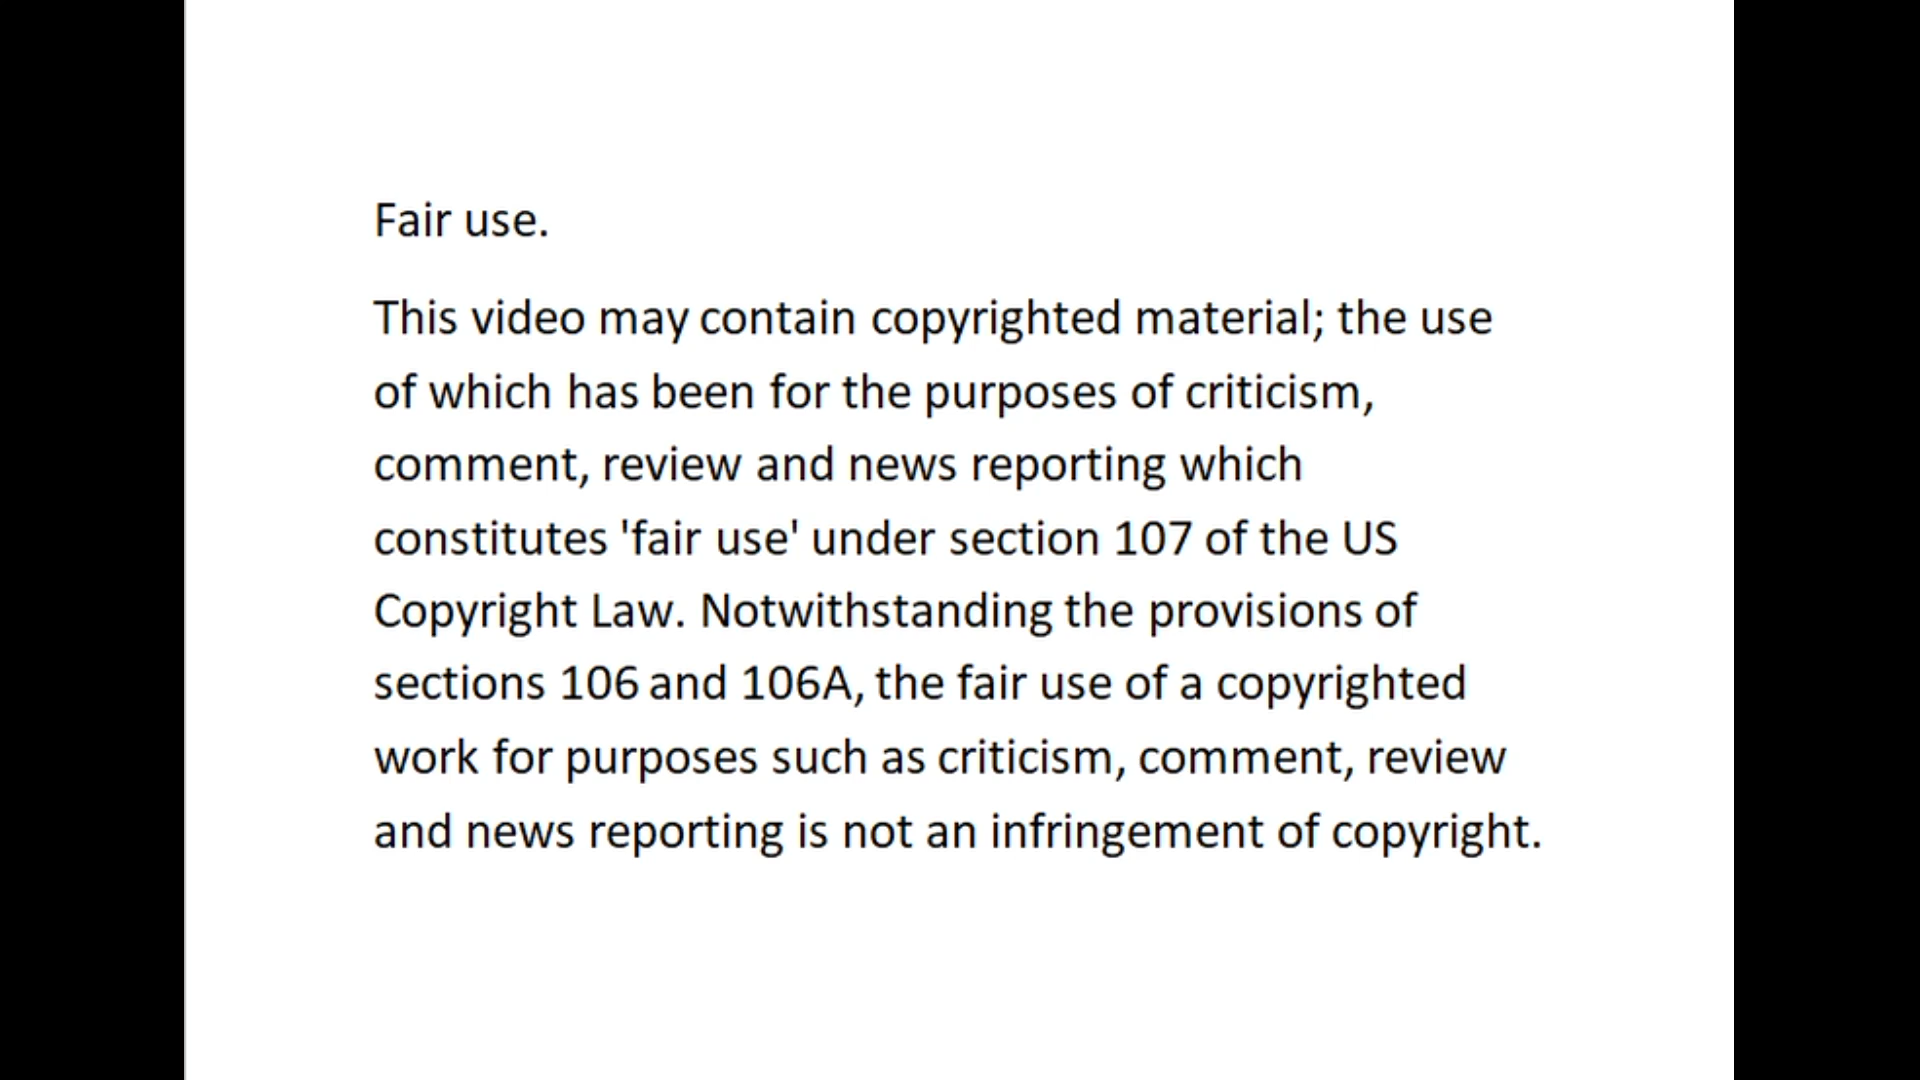 Fair use.
This video may contain copyrighted material; the use
of which has been for the purposes of criticism,
comment, review and news reporting which
constitutes 'fair use' under section 107 of the US
Copyright Law. Notwithstanding the provisions of
sections 106 and 106A, the fair use of a copyrighted
work for purposes such as criticism, comment, review
and news reporting is not an infringement of copyright.